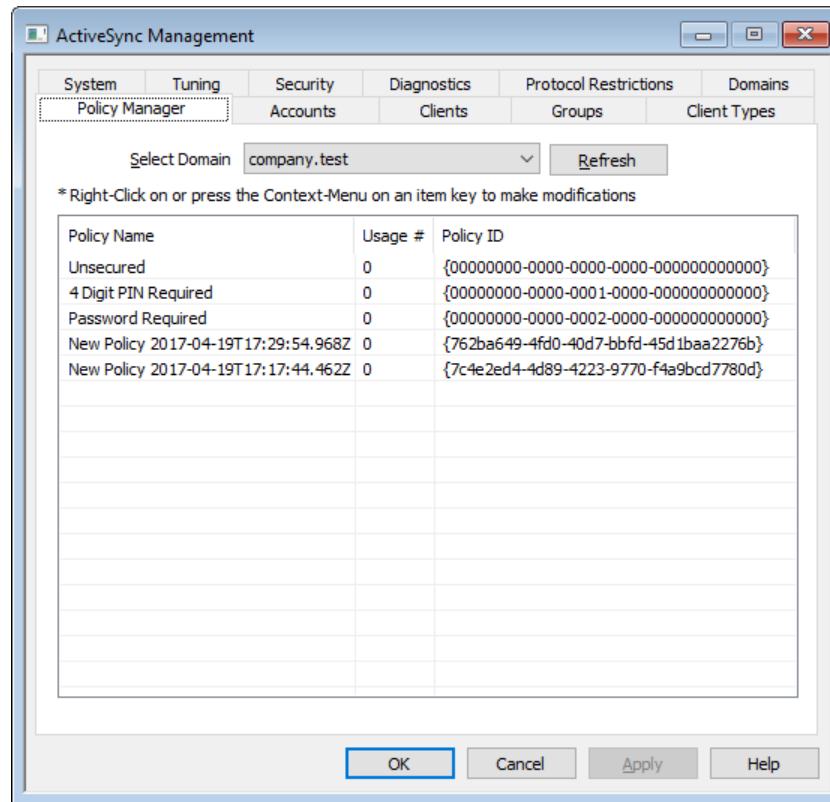 ActiveSync Management
System Tuning Security Diagnostics Protocol Restrictions Domains
Policy Manager Accounts Clients Groups Client Types
Select Domain company.test Refresh
* Right-Click on or press the Context-Menu on an item key to make modifications
Policy Name Usage # Policy ID
Unsecured 0 {00000000-0000-0000-0000-000000000000}
4 Digit PIN Required 0 {00000000-0000-0001-0000-000000000000}
Password Required 0 {00000000-0000-0002-0000-000000000000}
New Policy 2017-04-19T17:29:54.968Z 0 {762ba649-4fd0-40d7-bbfd-45d1baa2276b}
New Policy 2017-04-19T17:17:44.462Z 0 {7c4e2ed4-4d89-4223-9770-f4a9bcd7780d}
OK Cancel Apply Help